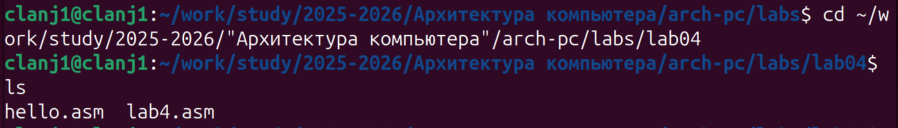 clanj1@clanj1:~/work/study/2025-2026/Архитектура компьютера/arch-pc/labs$ cd ~/w
ork/study/2025-2026/"Архитектура компьютера"/arch-pc/labs/lab04
clanj1@clanj1:~/work/study/2025-2026/Архитектура компьютера/arch-pc/labs/lab04$
ls
hello.asm  lab4.asm